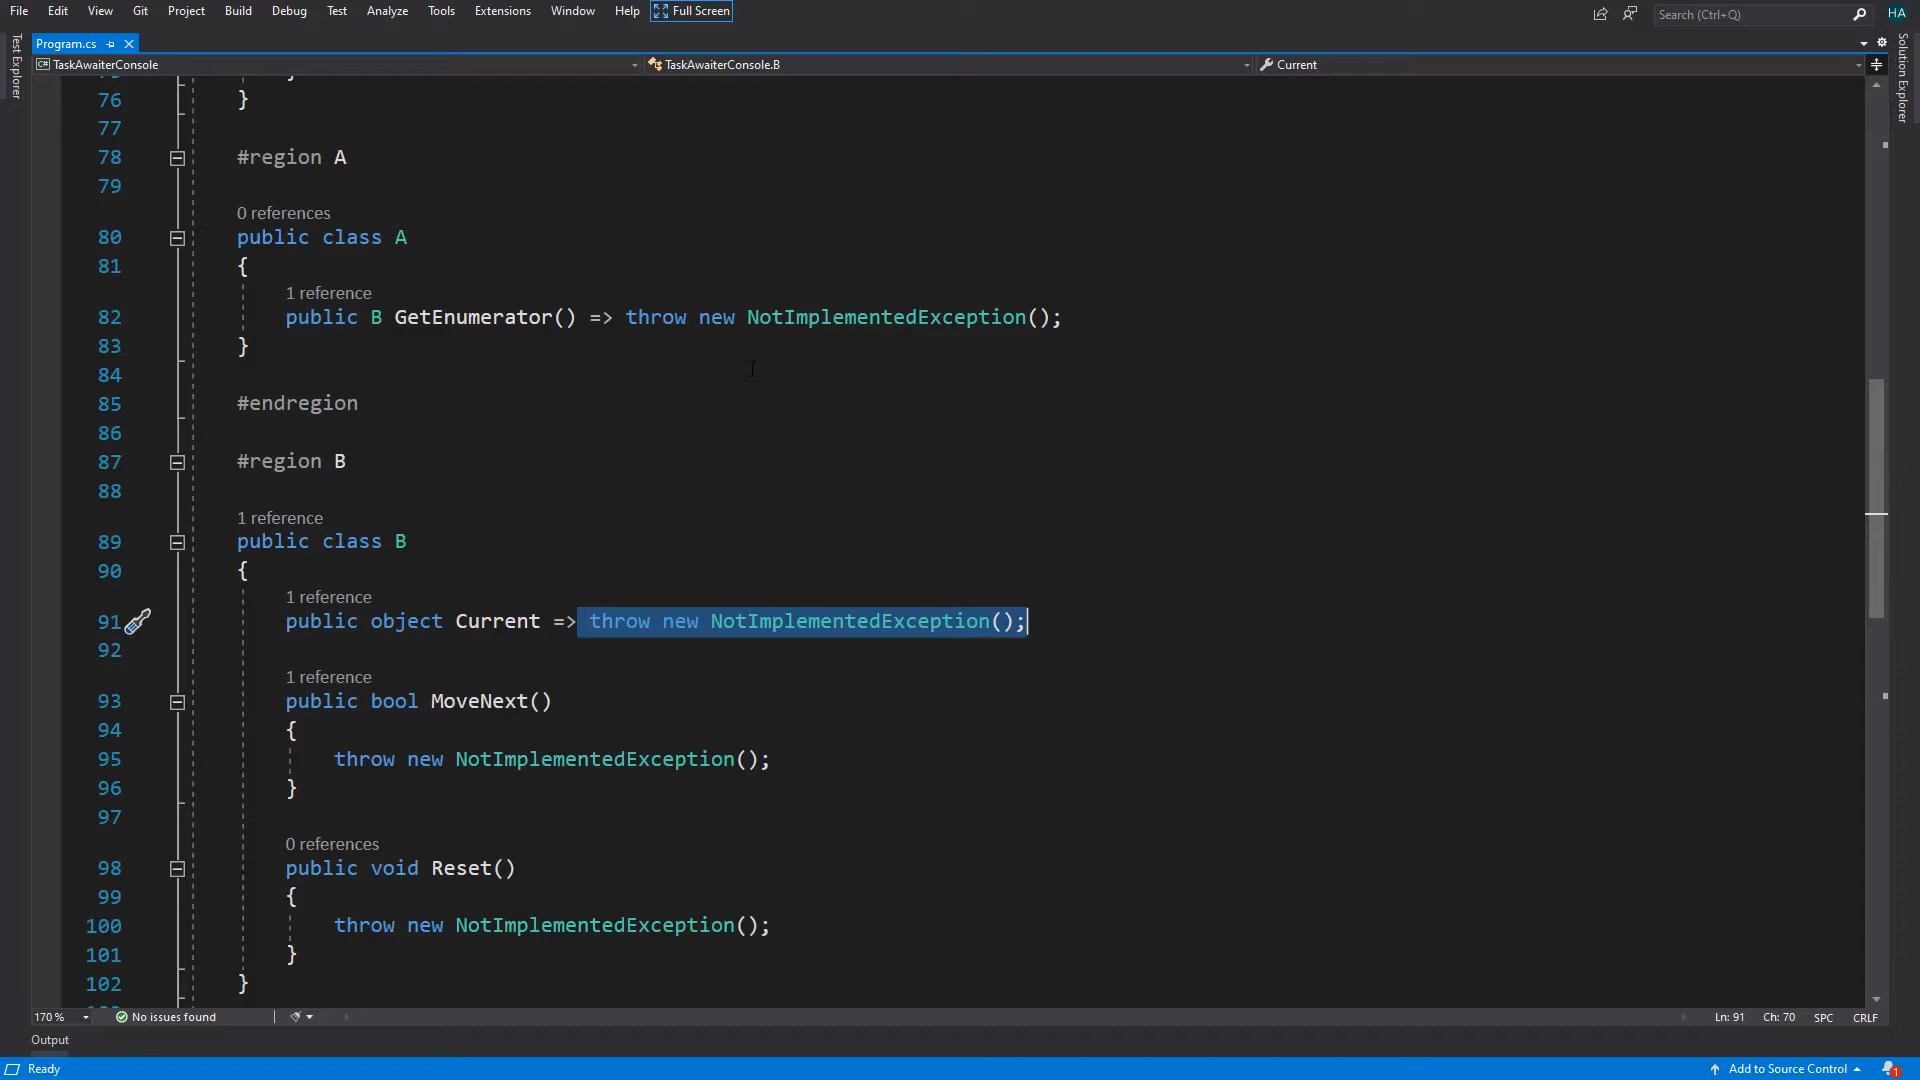 File Edit View Git Project Build Debug Test Analyze Tools Extensions Window Help Full Screen Search (Ctrl+Q) HA
Program.cs
TaskAwaiterConsole TaskAwaiterConsole.B Current
Test Explorer
Solution Explorer
76 }
77
78 #region A
79
0 references
80 public class A
81 {
1 reference
82 public B GetEnumerator() => throw new NotImplementedException();
83 }
84
85 #endregion
86
87 #region B
88
1 reference
89 public class B
90 {
1 reference
91 public object Current => throw new NotImplementedException();
92
1 reference
93 public bool MoveNext()
94 {
95 throw new NotImplementedException();
96 }
97
0 references
98 public void Reset()
99 {
100 throw new NotImplementedException();
101 }
102 }
170 % No issues found Ln: 91 Ch: 70 SPC CRLF
Output
Ready Add to Source Control 1